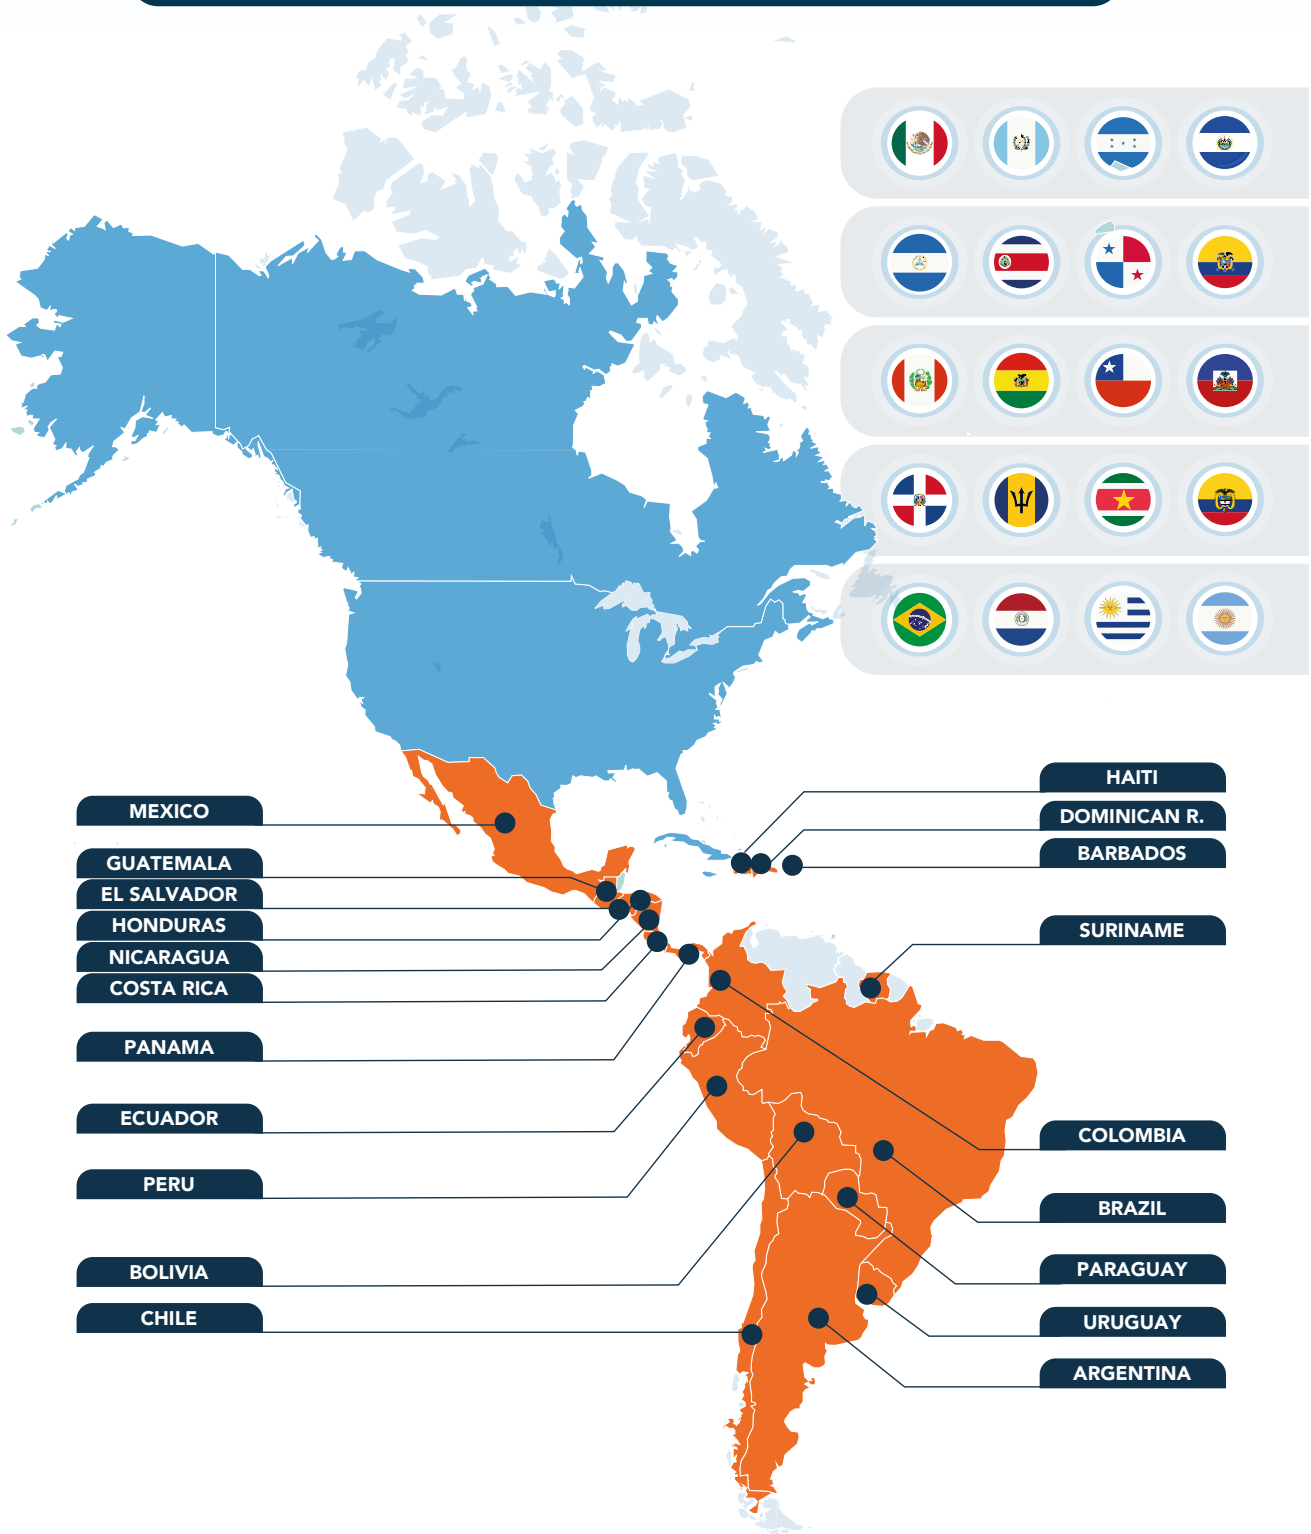 MEXICO
GUATEMALA
EL SALVADOR
HONDURAS
NICARAGUA
COSTA RICA
PANAMA
ECUADOR
PERU
BOLIVIA
CHILE
HAITI
DOMINICAN R.
BARBADOS
SURINAME
COLOMBIA
BRAZIL
PARAGUAY
URUGUAY
ARGENTINA